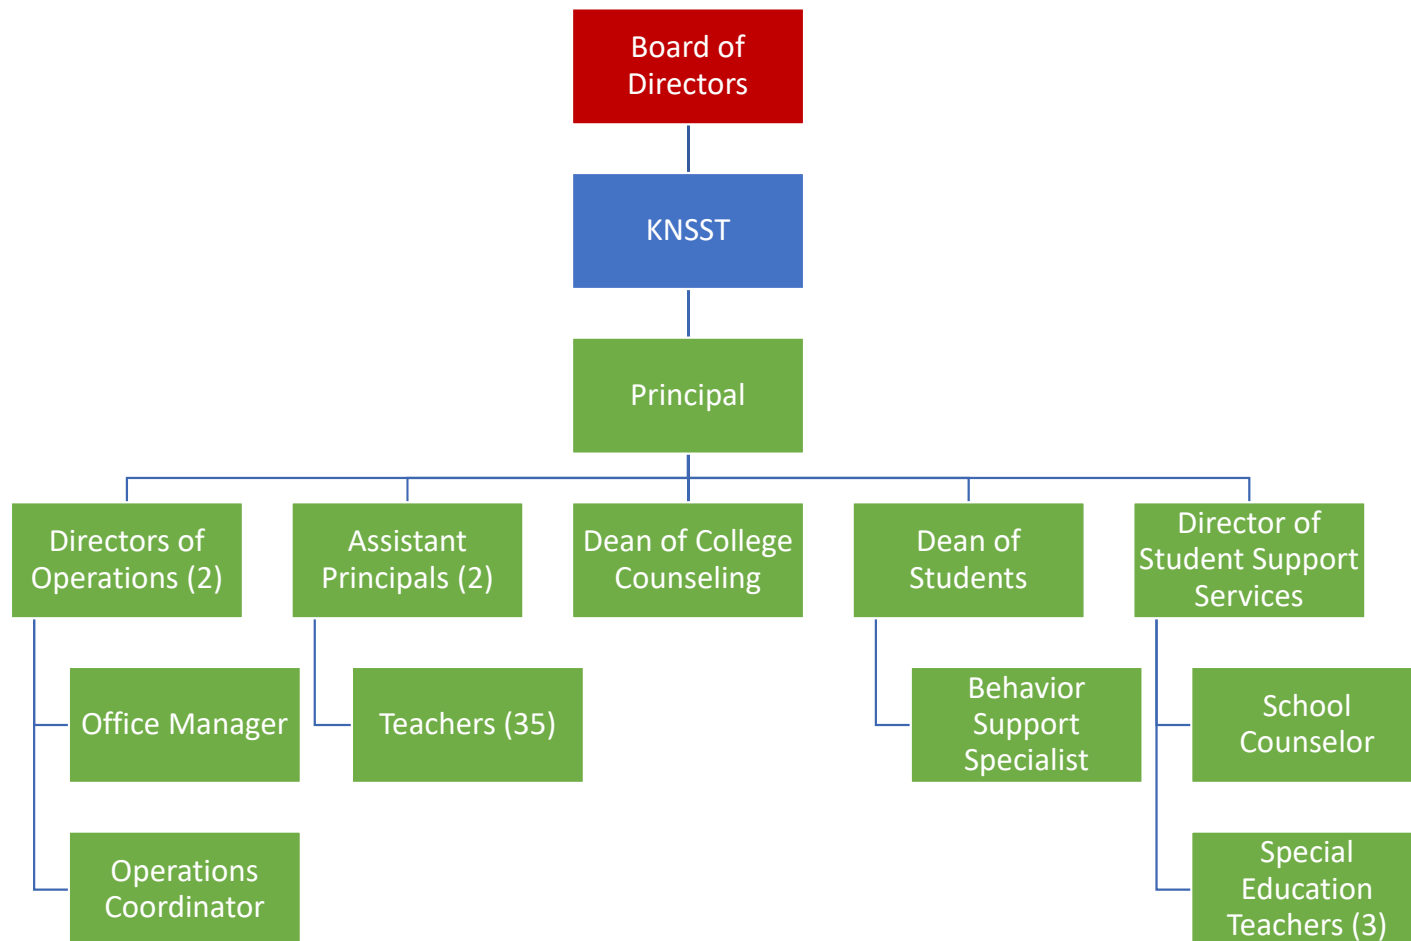 Board of
Directors
KNSST
Principal
Directors of
Operations (2)
Assistant
Principals (2)
Dean of College
Counseling
Dean of
Students
Director of
Student Support
Services
Office Manager
Teachers (35)
Behavior
Support
Specialist
School
Counselor
Operations
Coordinator
Special
Education
Teachers (3)